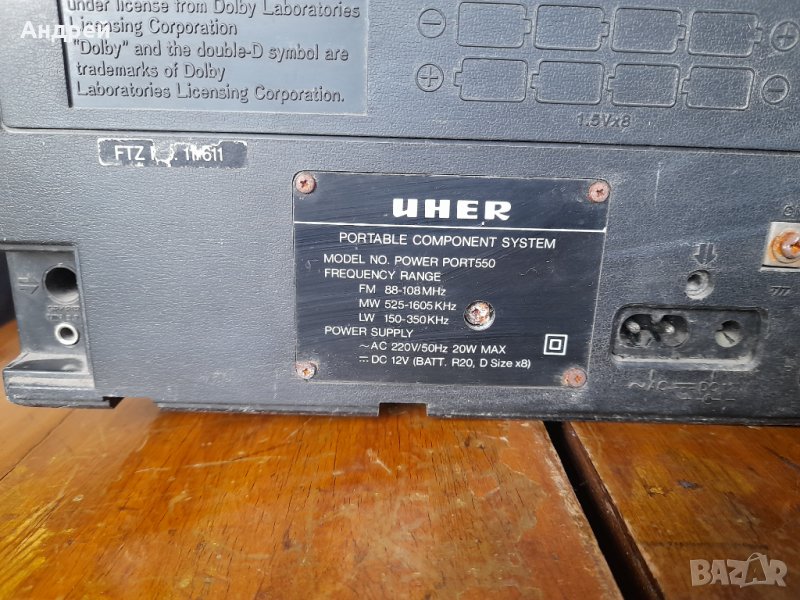 Андрей
under license from Dolby Laboratories
Licensing Corporation
"Dolby" and the double-D symbol are
trademarks of Dolby
Laboratories Licensing Corporation.
1.5V×8
FTZ
UHER
PORTABLE COMPONENT SYSTEM
MODEL NO. POWER PORT550
FREQUENCY RANGE
FM 88-108MHz
MW 525-1605KHz
LW 150-350KHz
POWER SUPPLY
~AC 220V/50Hz 20W MAX
⎓DC 12V (BATT. R20, D Size x8)
BAZAR